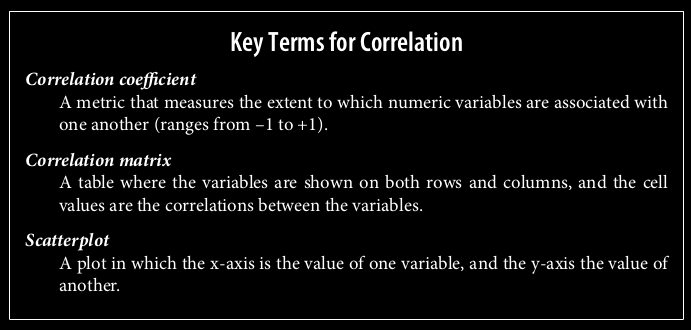 Key Terms for Correlation
Correlation coefficient
A metric that measures the extent to which numeric variables are associated with
one another (ranges from –1 to +1).
Correlation matrix
A table where the variables are shown on both rows and columns, and the cell
values are the correlations between the variables.
Scatterplot
A plot in which the x-axis is the value of one variable, and the y-axis the value of
another.